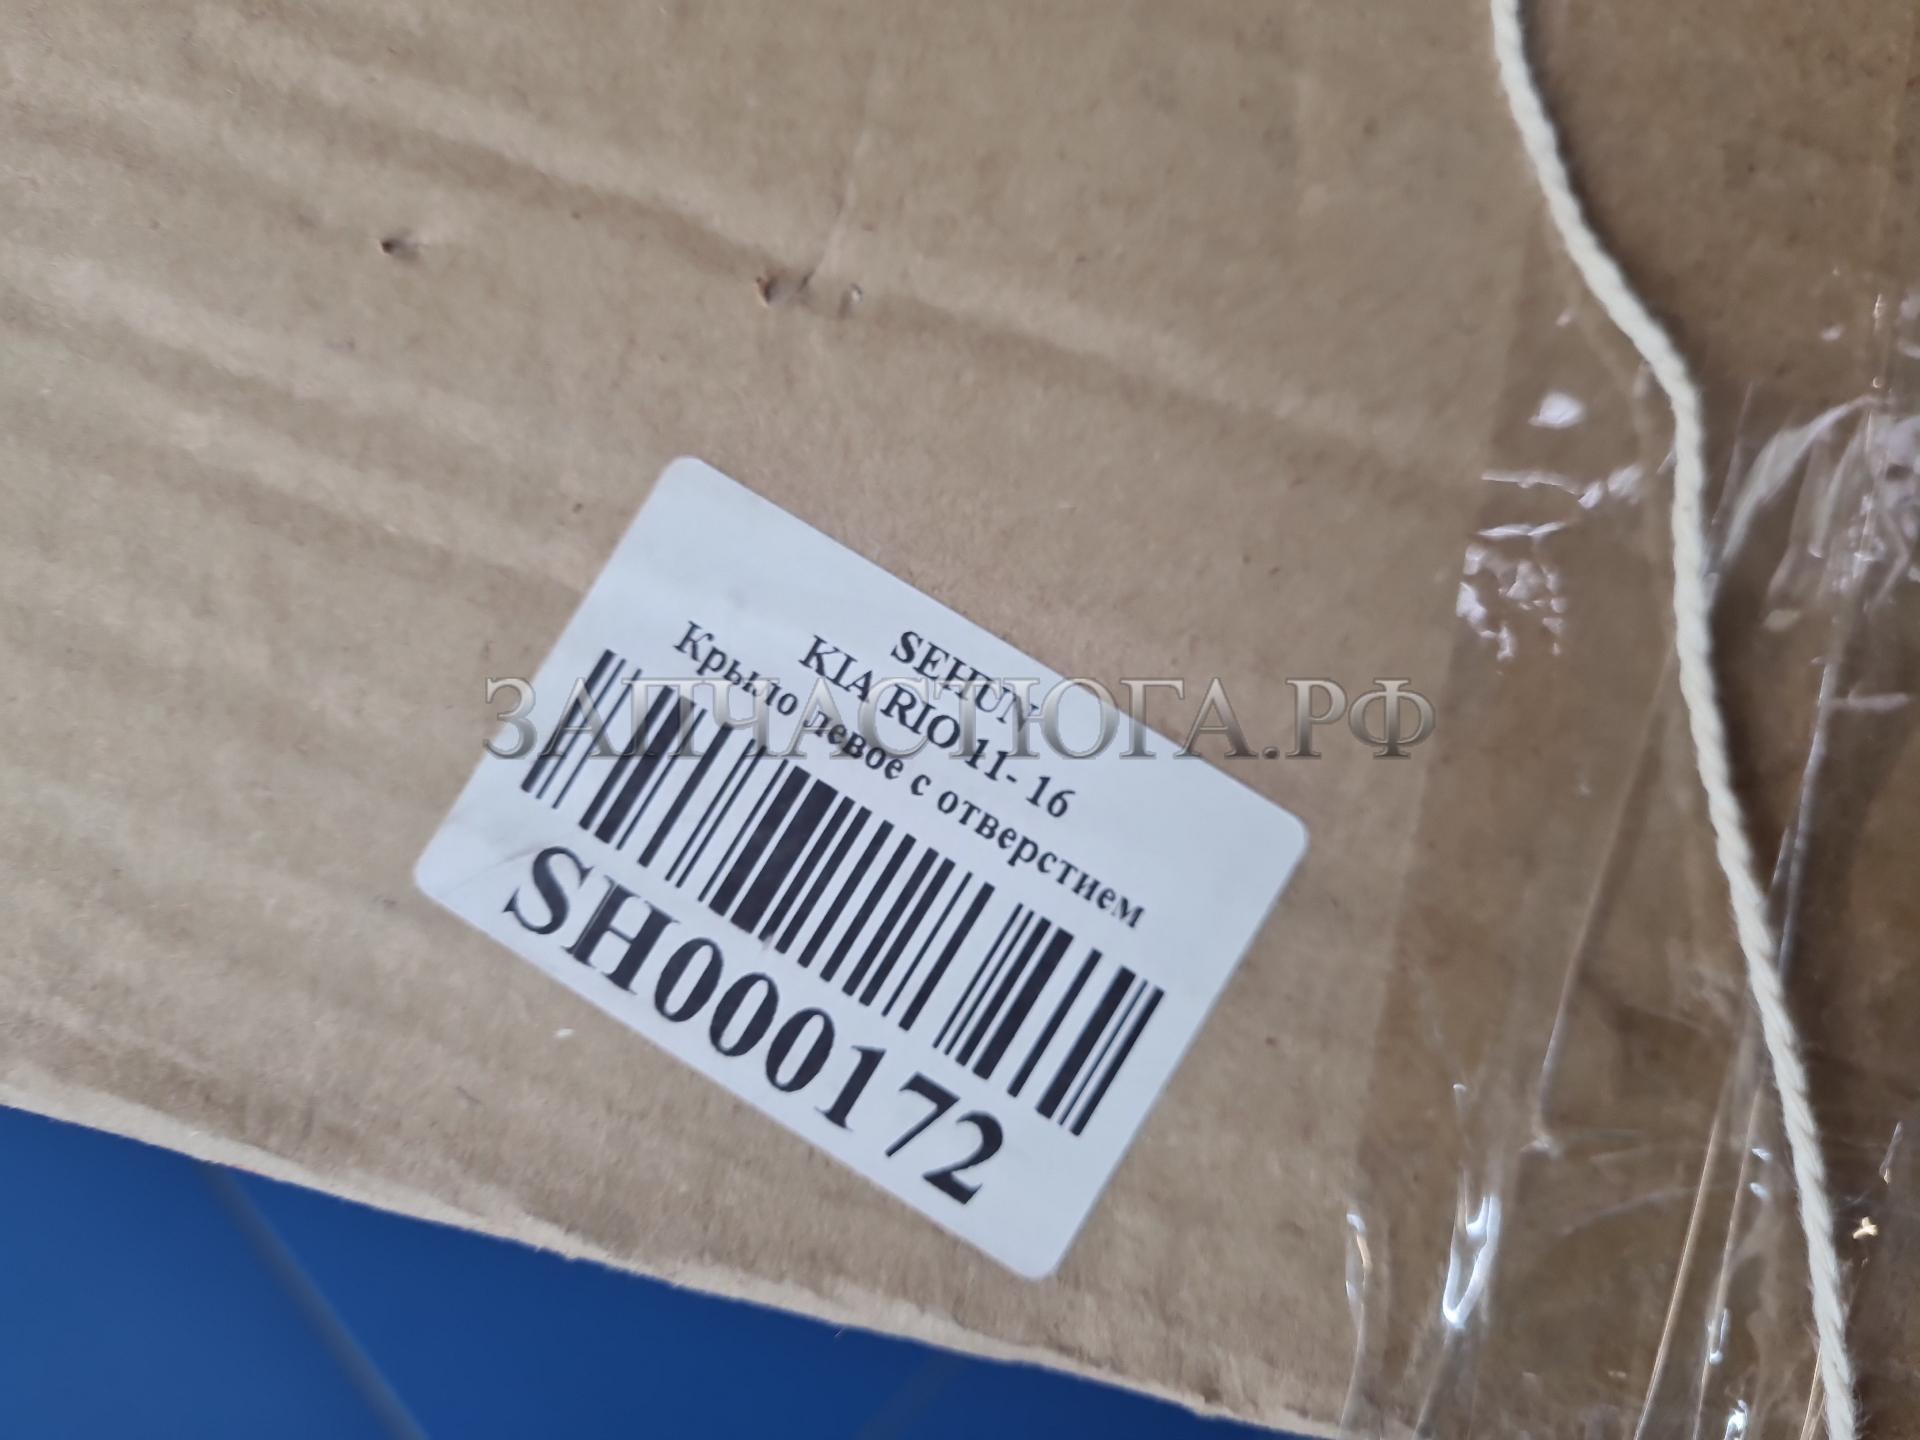 SEHUN
KIA RIO 11- 16
Крыло левое с отверстием
SH000172
ЗАПЧАСТЮГА.РФ